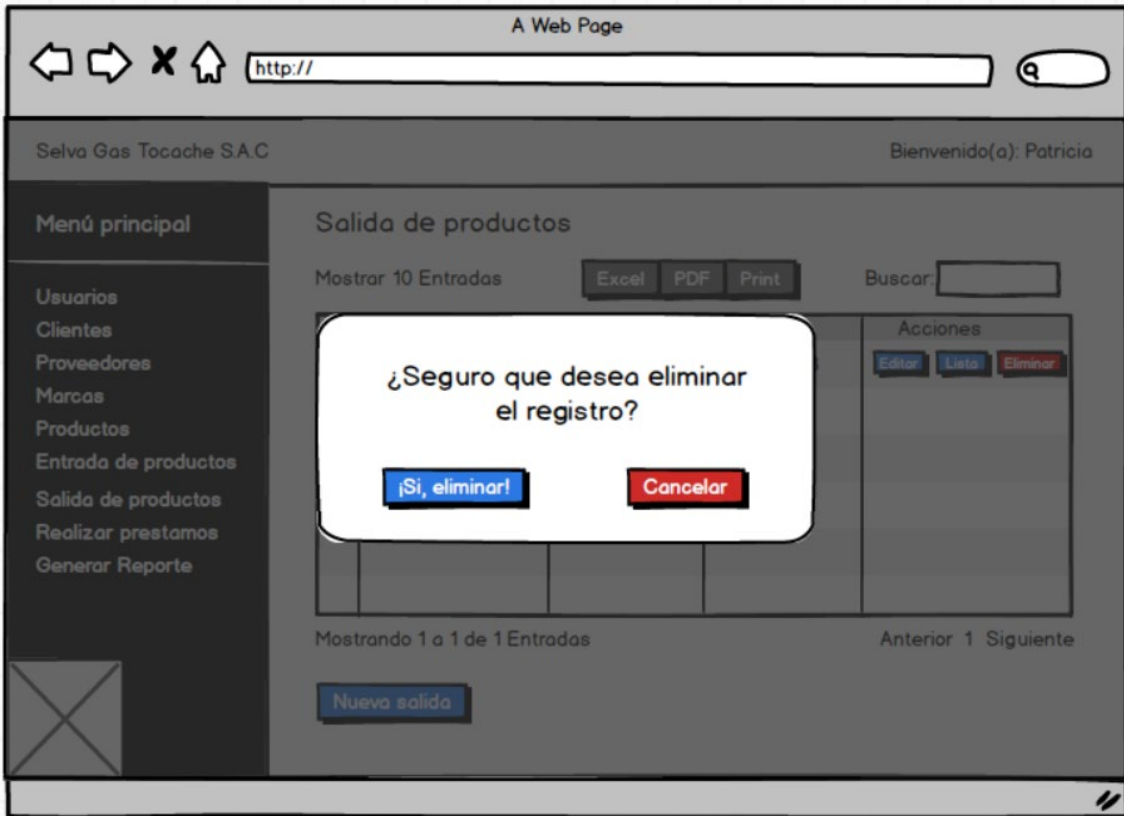 A Web Page
http://
Selva Gas Tocache S.A.C
Bienvenido(a): Patricia
Menú principal
Usuarios
Clientes
Proveedores
Marcas
Productos
Entrada de productos
Salida de productos
Realizar prestamos
Generar Reporte
Salida de productos
Mostrar 10 Entradas
Excel PDF Print
Buscar:
Acciones
Editar Lista Eliminar
¿Seguro que desea eliminar
el registro?
¡Si, eliminar!
Cancelar
Mostrando 1 a 1 de 1 Entradas
Anterior 1 Siguiente
Nueva salida